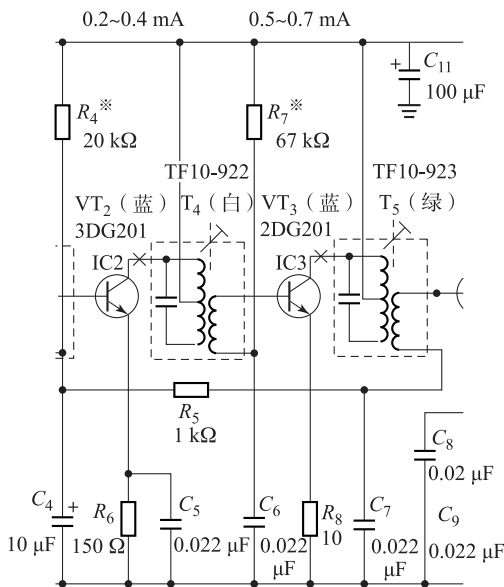 0.2~0.4 mA
0.5~0.7 mA
C11
100 μF
R4※
20 kΩ
R7※
67 kΩ
TF10-922
TF10-923
VT2（蓝）
3DG201
T4（白）
VT3（蓝）
2DG201
T5（绿）
IC2
IC3
R5
1 kΩ
C8
0.02 μF
C4
10 μF
R6
150 Ω
C5
0.022 μF
C6
0.022
μF
R8
10
C7
0.022
μF
C9
0.022 μF